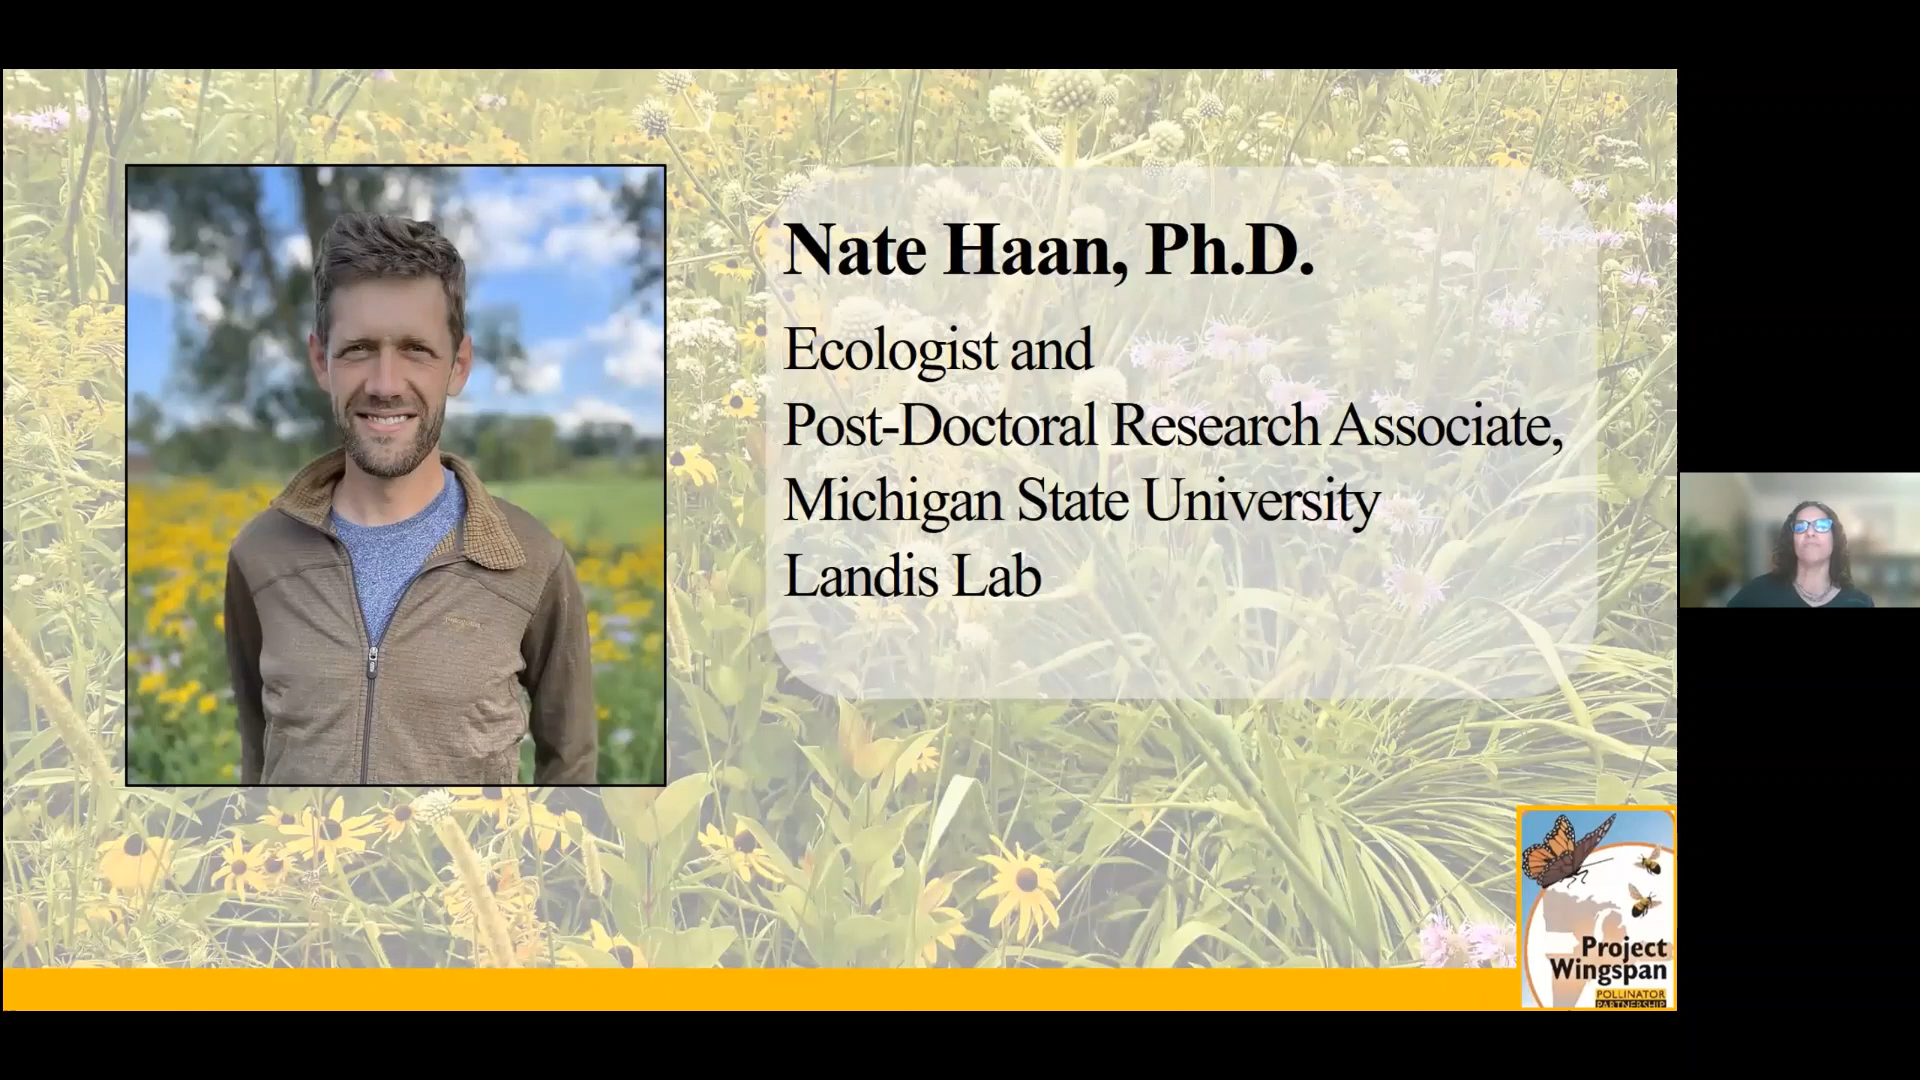 Nate Haan, Ph.D.
Ecologist and
Post-Doctoral Research Associate,
Michigan State University
Landis Lab
Project
Wingspan
POLLINATOR
PARTNERSHIP